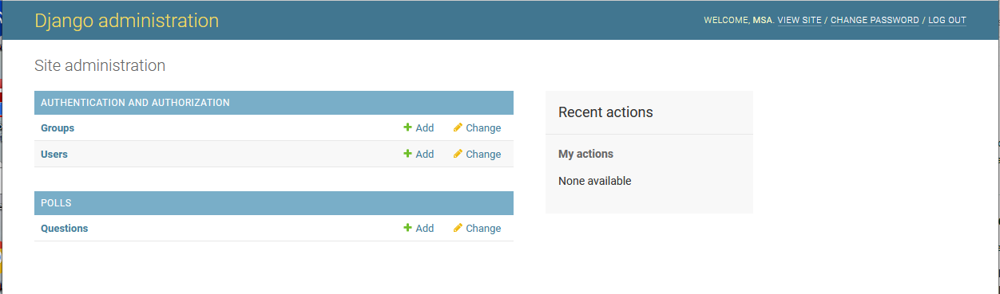 Django administration
WELCOME, MSA. VIEW SITE / CHANGE PASSWORD / LOG OUT
Site administration
AUTHENTICATION AND AUTHORIZATION
Groups Add Change
Users Add Change
POLLS
Questions Add Change
Recent actions
My actions
None available